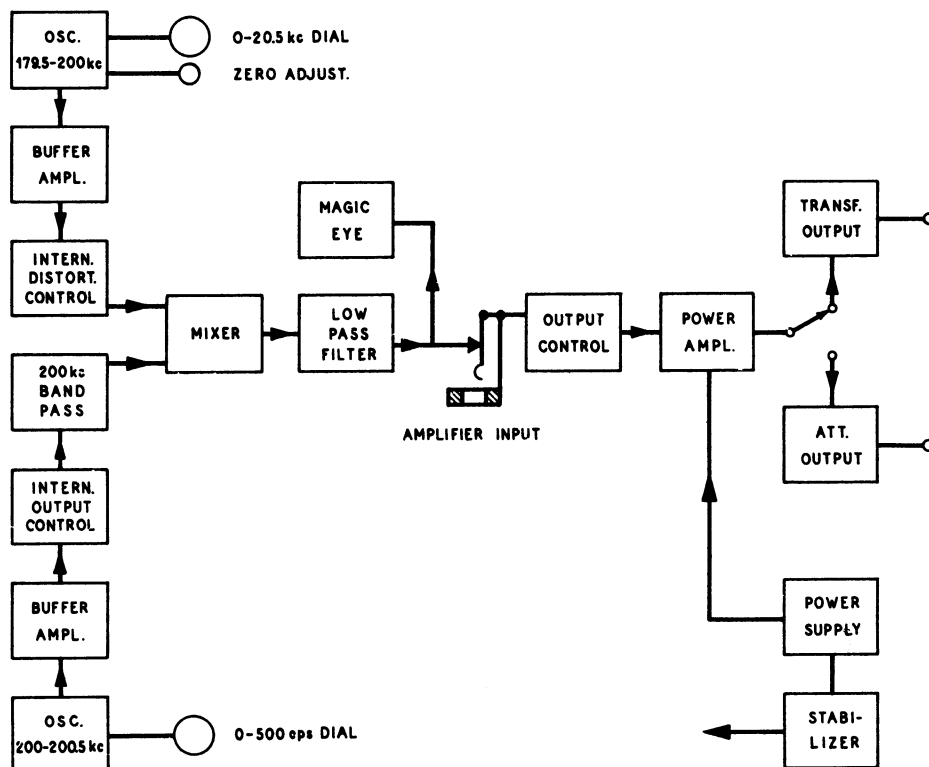 OSC.
179.5-200kc
0-20.5 kc DIAL
ZERO ADJUST.
BUFFER
AMPL.
INTERN.
DISTORT.
CONTROL
MAGIC
EYE
TRANSF.
OUTPUT
MIXER
LOW
PASS
FILTER
OUTPUT
CONTROL
POWER
AMPL.
200kc
BAND
PASS
AMPLIFIER INPUT
ATT.
OUTPUT
INTERN.
OUTPUT
CONTROL
BUFFER
AMPL.
POWER
SUPPLY
OSC.
200-200.5 kc
0-500 cps DIAL
STABI-
LIZER